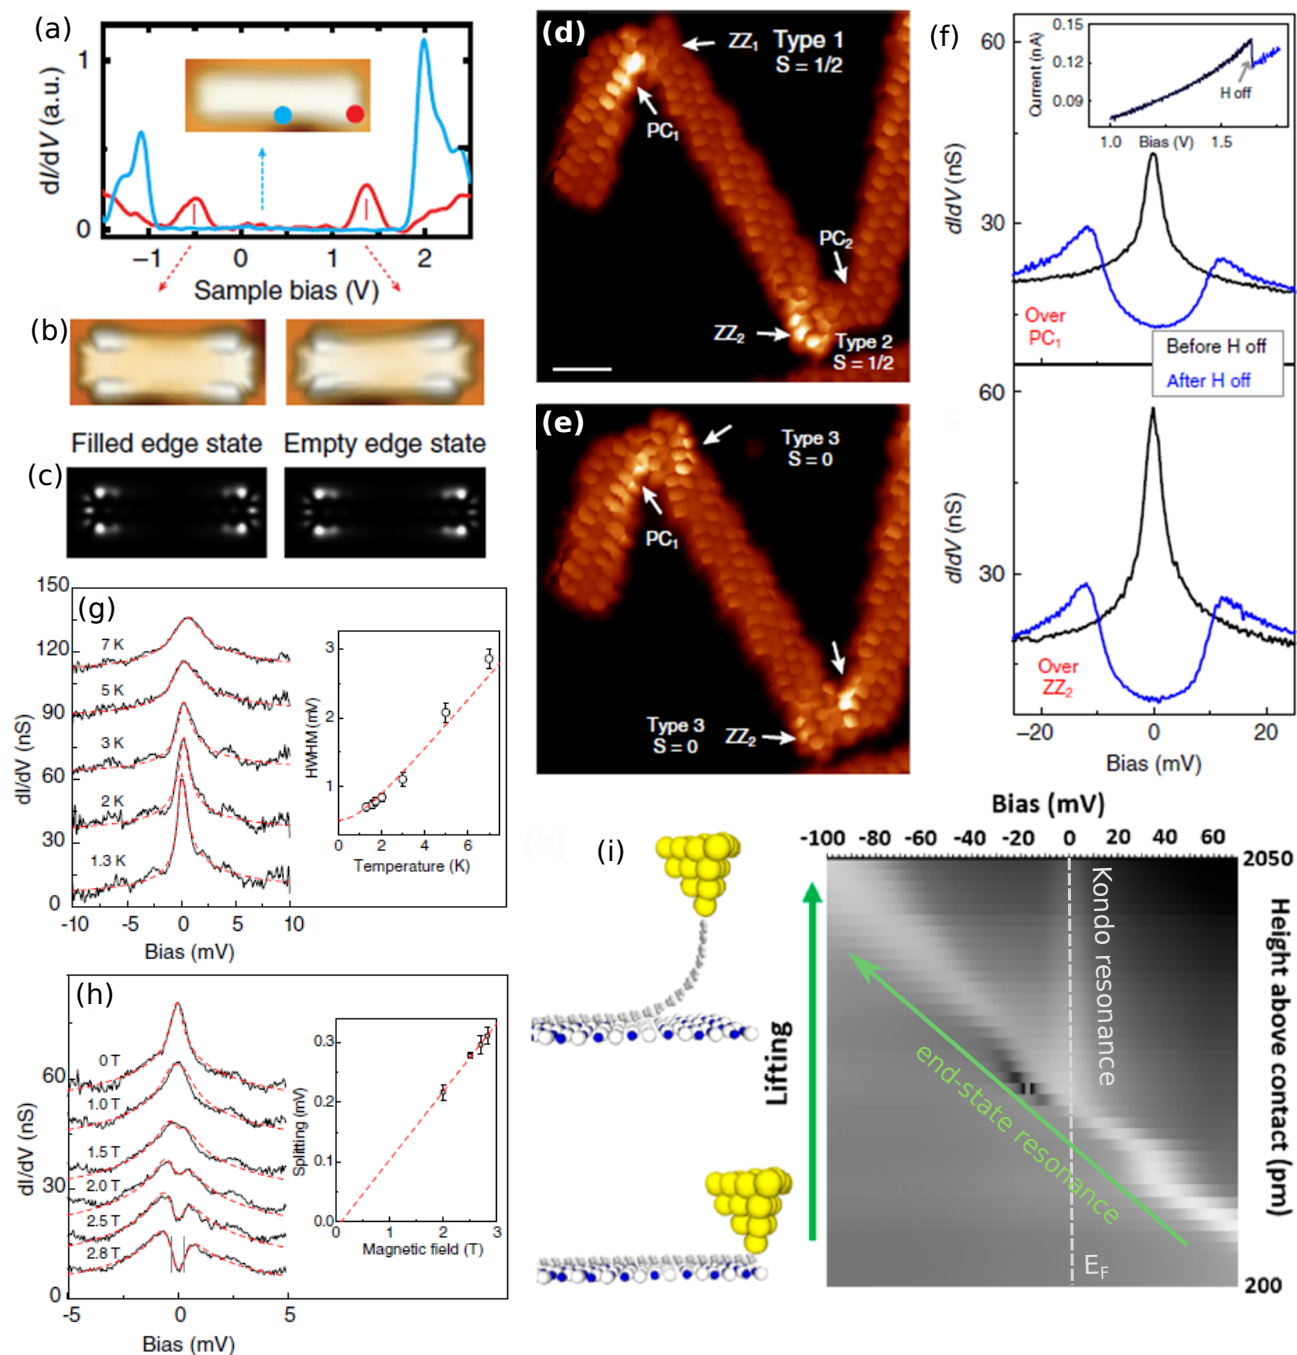 (a)
dI/dV (a.u.)
1
0
−1
0
1
2
Sample bias (V)
(b)
Filled edge state
Empty edge state
(c)
(d)
ZZ1
Type 1
S = 1/2
PC1
PC2
ZZ2
Type 2
S = 1/2
(e)
Type 3
S = 0
PC1
Type 3
S = 0
ZZ2
(f)
60
30
dI/dV (nS)
0.15
0.12
0.09
Current (nA)
H off
1.0
Bias (V)
1.5
Over
PC1
Before H off
After H off
60
30
dI/dV (nS)
Over
ZZ2
−20
0
20
Bias (mV)
(g)
150
120
90
60
30
0
dI/dV (nS)
7 K
5 K
3 K
2 K
1.3 K
-10
-5
0
5
10
Bias (mV)
3
2
1
HWHM (mV)
0
2
4
6
Temperature (K)
(h)
60
30
0
dI/dV (nS)
0 T
1.0 T
1.5 T
2.0 T
2.5 T
2.8 T
-5
0
5
Bias (mV)
0.3
0.2
0.1
0.0
Splitting (mV)
0
1
2
3
Magnetic field (T)
(i)
Lifting
Bias (mV)
-100 -80 -60 -40 -20 0 20 40 60
2050
200
Height above contact (pm)
Kondo resonance
end-state resonance
EF